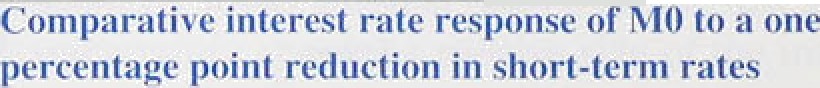 Comparative interest rate response of M0 to a one
percentage point reduction in short-term rates